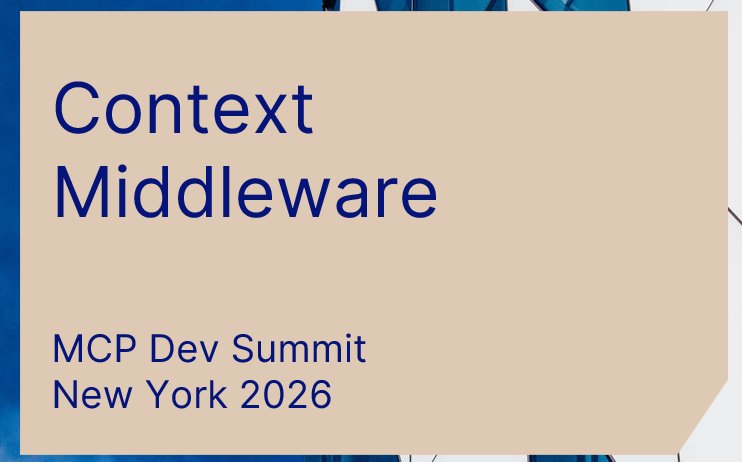 Context
Middleware
MCP Dev Summit
New York 2026